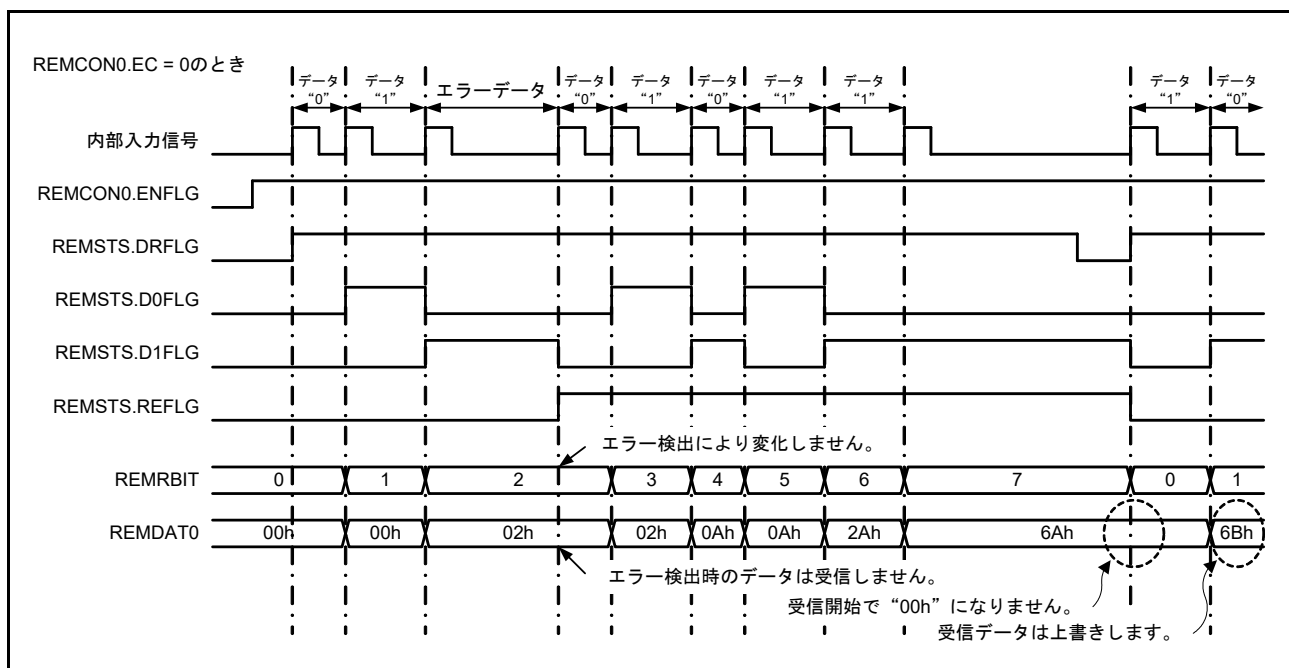 REMCON0.EC = 0のとき
データ “0” データ “1” エラーデータ データ “0” データ “1” データ “0” データ “1” データ “1” データ “1” データ “0”
内部入力信号
REMCON0.ENFLG
REMSTS.DRFLG
REMSTS.D0FLG
REMSTS.D1FLG
REMSTS.REFLG
エラー検出により変化しません。
REMRBIT 0 1 2 3 4 5 6 7 0 1
REMDAT0 00h 00h 02h 02h 0Ah 0Ah 2Ah 6Ah 6Bh
エラー検出時のデータは受信しません。
受信開始で“00h”になりません。
受信データは上書きします。